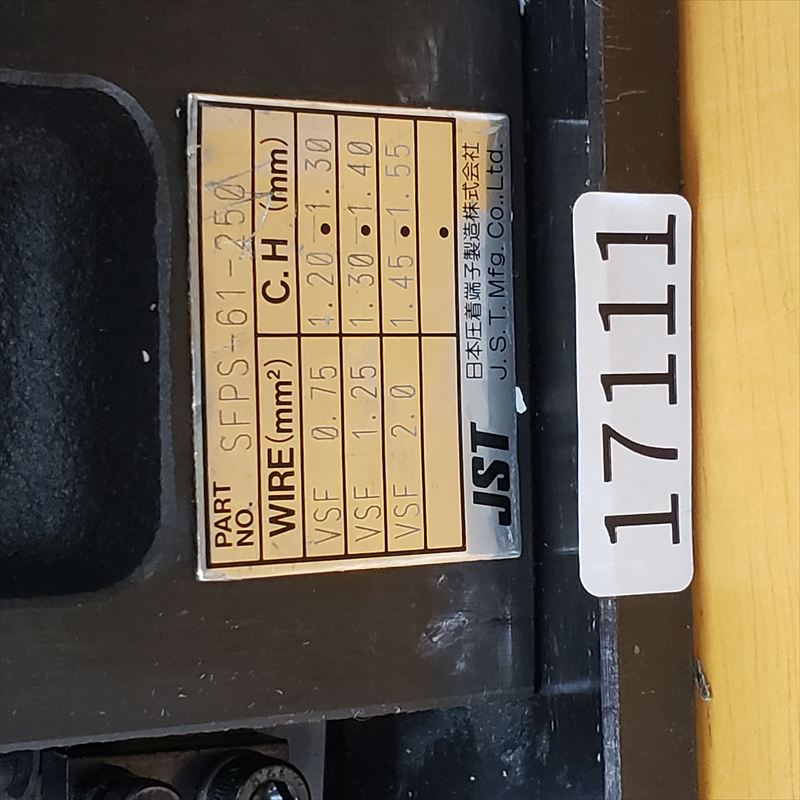 PART NO. SFPS-61-250
WIRE(mm²) C.H (mm)
VSF 0.75 1.20-1.30
VSF 1.25 1.30-1.40
VSF 2.0 1.45-1.55
JST 日本圧着端子製造株式会社
J.S.T. Mfg. Co., Ltd.
17111